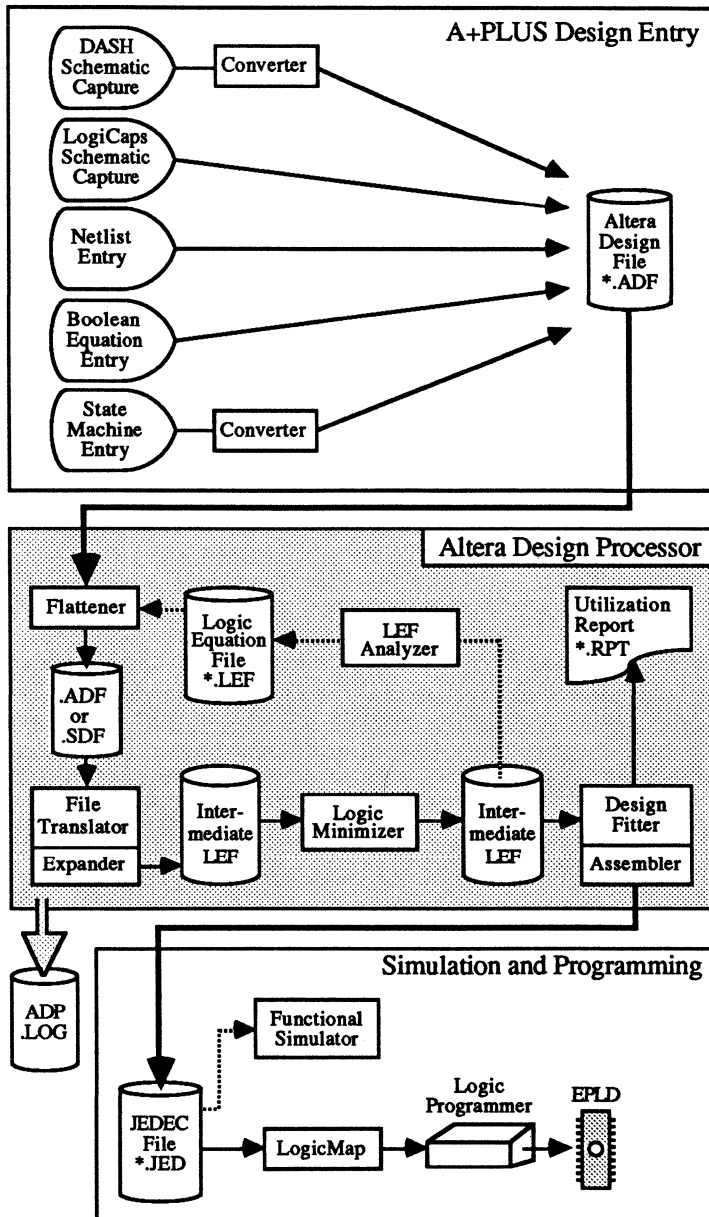 A+PLUS Design Entry
DASH
Schematic
Capture
Converter
LogiCaps
Schematic
Capture
Netlist
Entry
Altera
Design
File
*.ADF
Boolean
Equation
Entry
State
Machine
Entry
Converter
Altera Design Processor
Flattener
Logic
Equation
File
*.LEF
LEF
Analyzer
Utilization
Report
*.RPT
.ADF
or
.SDF
File
Translator
Expander
Inter-
mediate
LEF
Logic
Minimizer
Inter-
mediate
LEF
Design
Fitter
Assembler
ADP
.LOG
Simulation and Programming
Functional
Simulator
JEDEC
File
*.JED
LogicMap
Logic
Programmer
EPLD